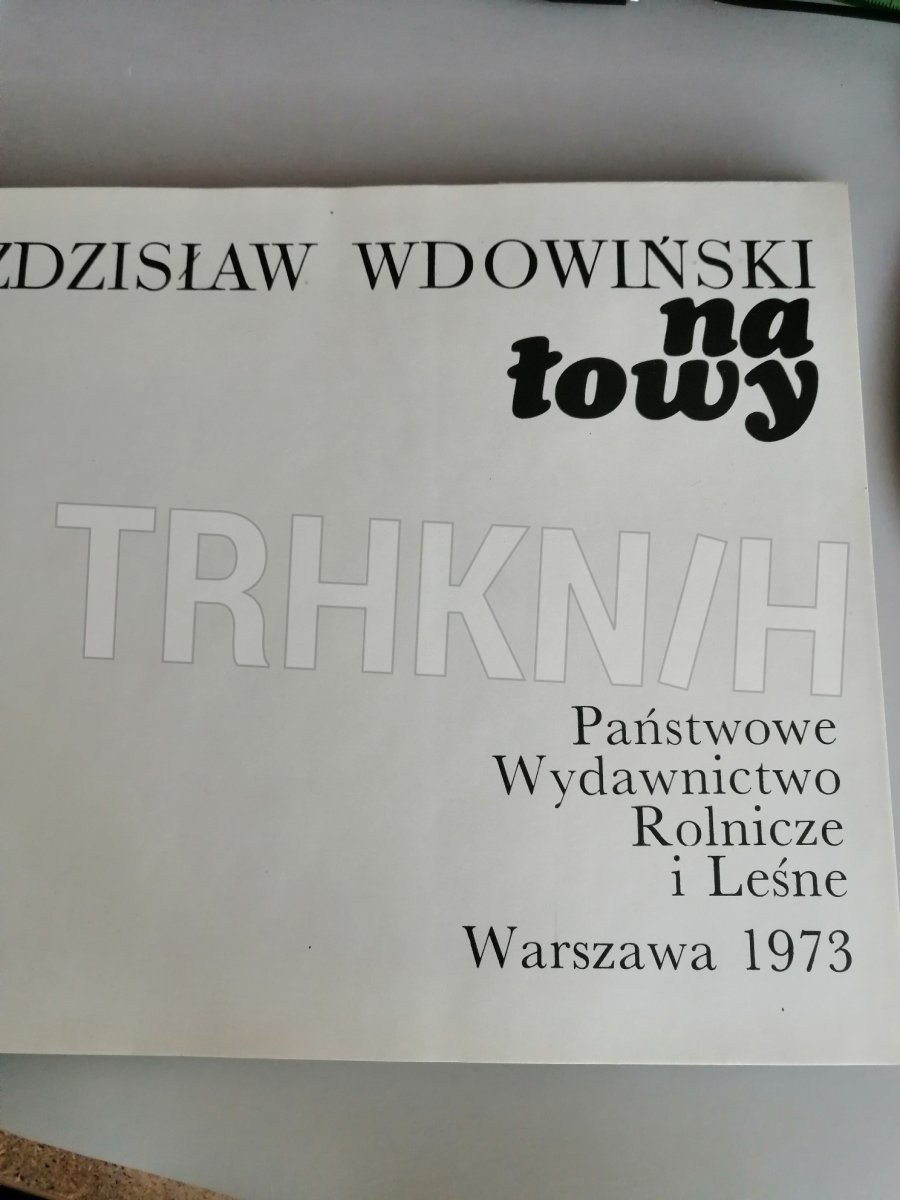 ZDZISŁAW WDOWIŃSKI
na
łowy
TRHKN/H
Państwowe
Wydawnictwo
Rolnicze
i Leśne
Warszawa 1973